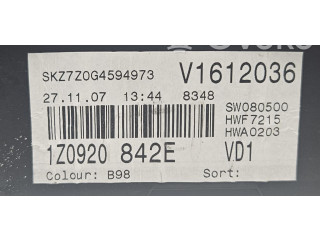 SKZ7Z0G4594973 V1612036
27.11.07 13:44 8348
SW080500
HWF7215
HWA0203
1Z0920 842E VD1
Colour: B98 Sort: